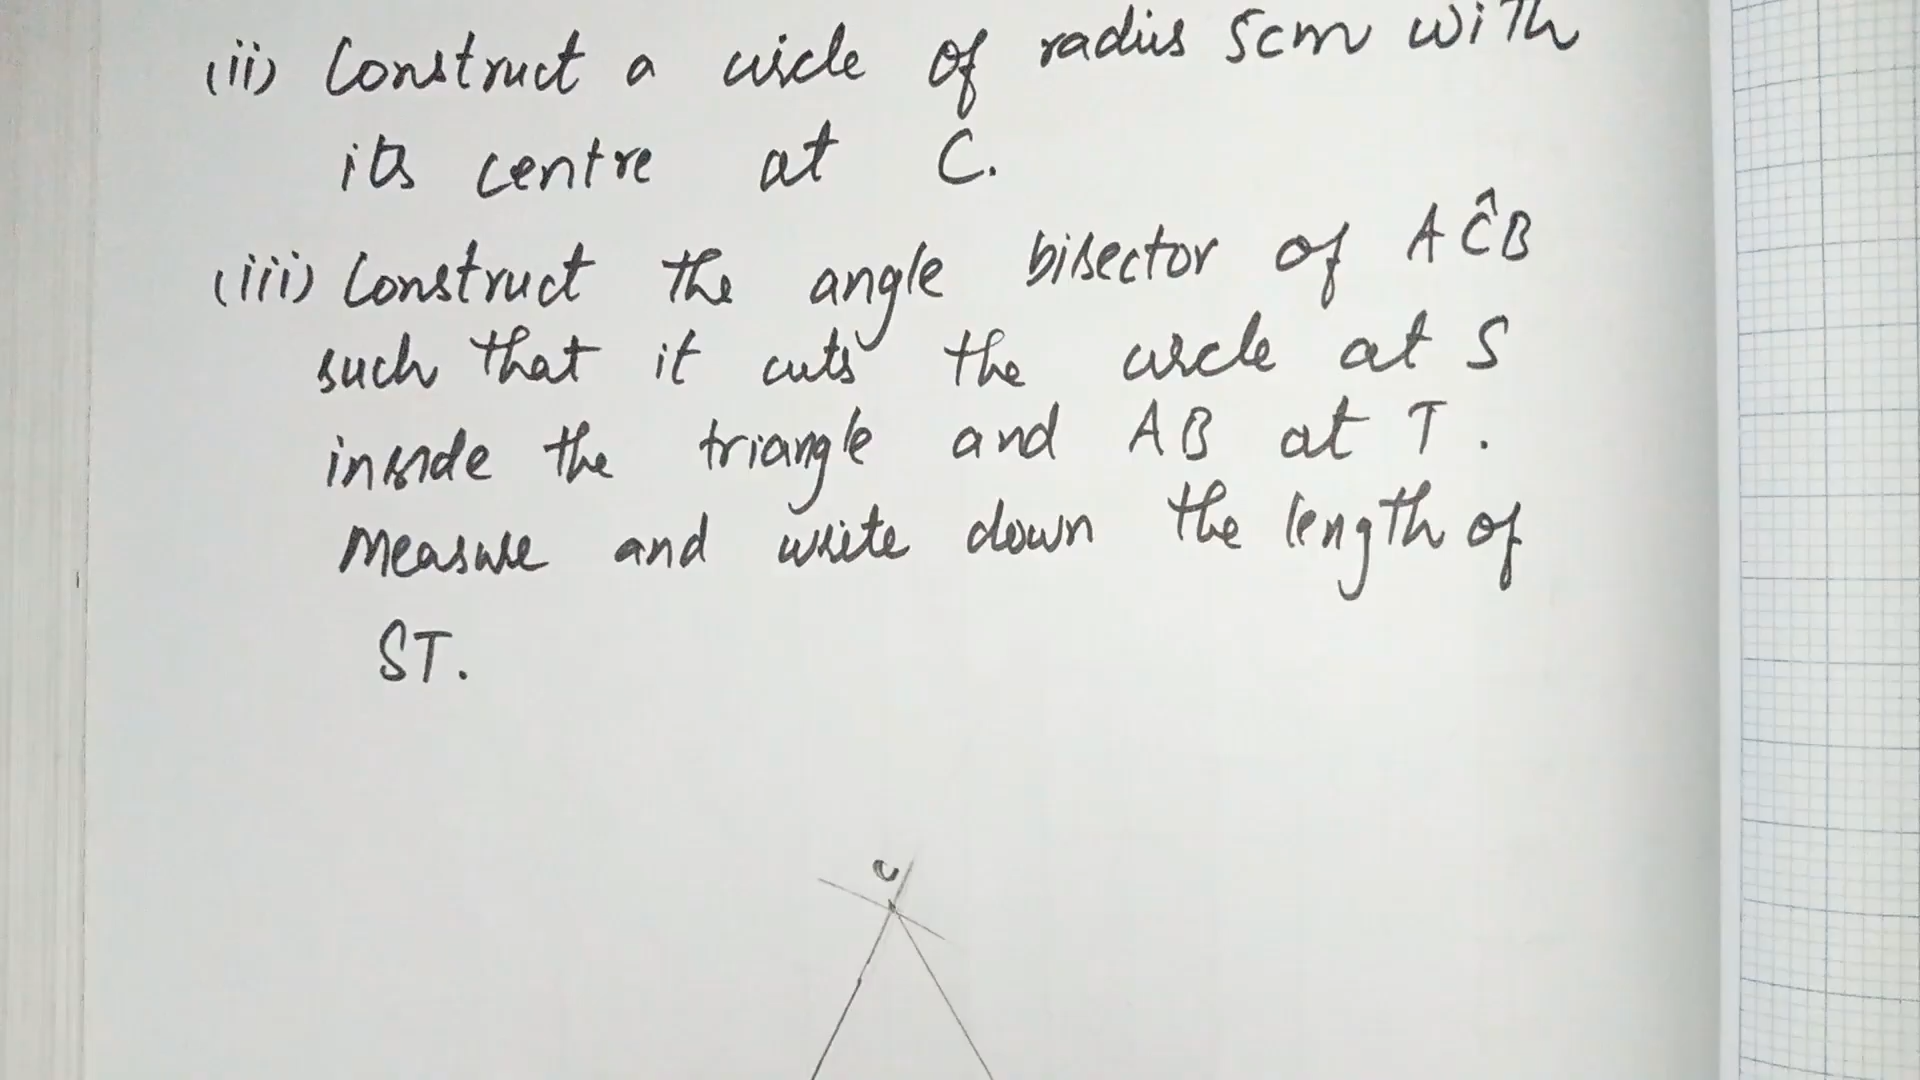 (ii) Construct a circle of radius 5cm with
its centre at C.
(iii) Construct the angle bisector of AĈB
such that it cuts the circle at S
inside the triangle and AB at T.
Measure and write down the length of
ST.
C